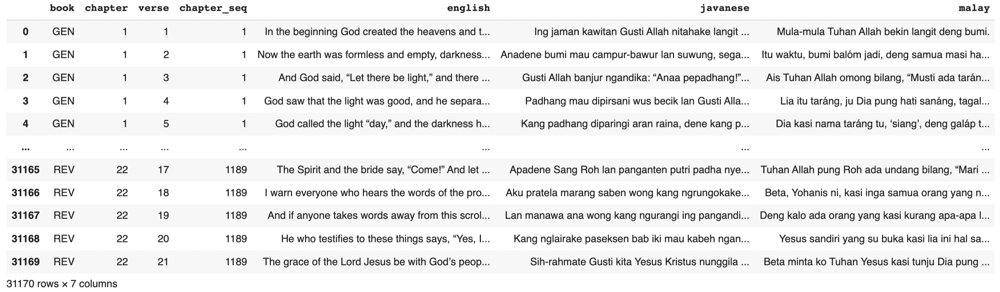 book chapter verse chapter_seq english javanese malay
0 GEN 1 1 1 In the beginning God created the heavens and t... Ing jaman kawitan Gusti Allah nitahake langit ... Mula-mula Tuhan Allah bekin langit deng bumi.
1 GEN 1 2 1 Now the earth was formless and empty, darkness... Anadene bumi mau campur-bawur lan suwung, sega... Itu waktu, bumi balóm jadi, deng samua masi ha...
2 GEN 1 3 1 And God said, “Let there be light,” and there ... Gusti Allah banjur ngandika: “Anaa pepadhang!”... Ais Tuhan Allah omong bilang, “Musti ada tarán...
3 GEN 1 4 1 God saw that the light was good, and he separa... Padhang mau dipirsani wus becik lan Gusti Alla... Lia itu taráng, ju Dia pung hati sanáng, tagal...
4 GEN 1 5 1 God called the light “day,” and the darkness h... Kang padhang diparingi aran raina, dene kang p... Dia kasi nama taráng tu, ‘siang’, deng galáp t...
... ... ... ... ... ... ... ...
31165 REV 22 17 1189 The Spirit and the bride say, “Come!” And let ... Apadene Sang Roh lan panganten putri padha nye... Tuhan Allah pung Roh ada undang bilang, “Mari ...
31166 REV 22 18 1189 I warn everyone who hears the words of the pro... Aku pratela marang saben wong kang ngrungokake... Beta, Yohanis ni, kasi inga samua orang yang n...
31167 REV 22 19 1189 And if anyone takes words away from this scrol... Lan manawa ana wong kang ngurangi ing pangandi... Deng kalo ada orang yang kasi kurang apa-apa l...
31168 REV 22 20 1189 He who testifies to these things says, “Yes, I... Kang nglairake paseksen bab iki mau kabeh ngan... Yesus sandiri yang su buka kasi lia ini hal sa...
31169 REV 22 21 1189 The grace of the Lord Jesus be with God’s peop... Sih-rahmate Gusti kita Yesus Kristus nunggila ... Beta minta ko Tuhan Yesus kasi tunju Dia pung ...
31170 rows × 7 columns